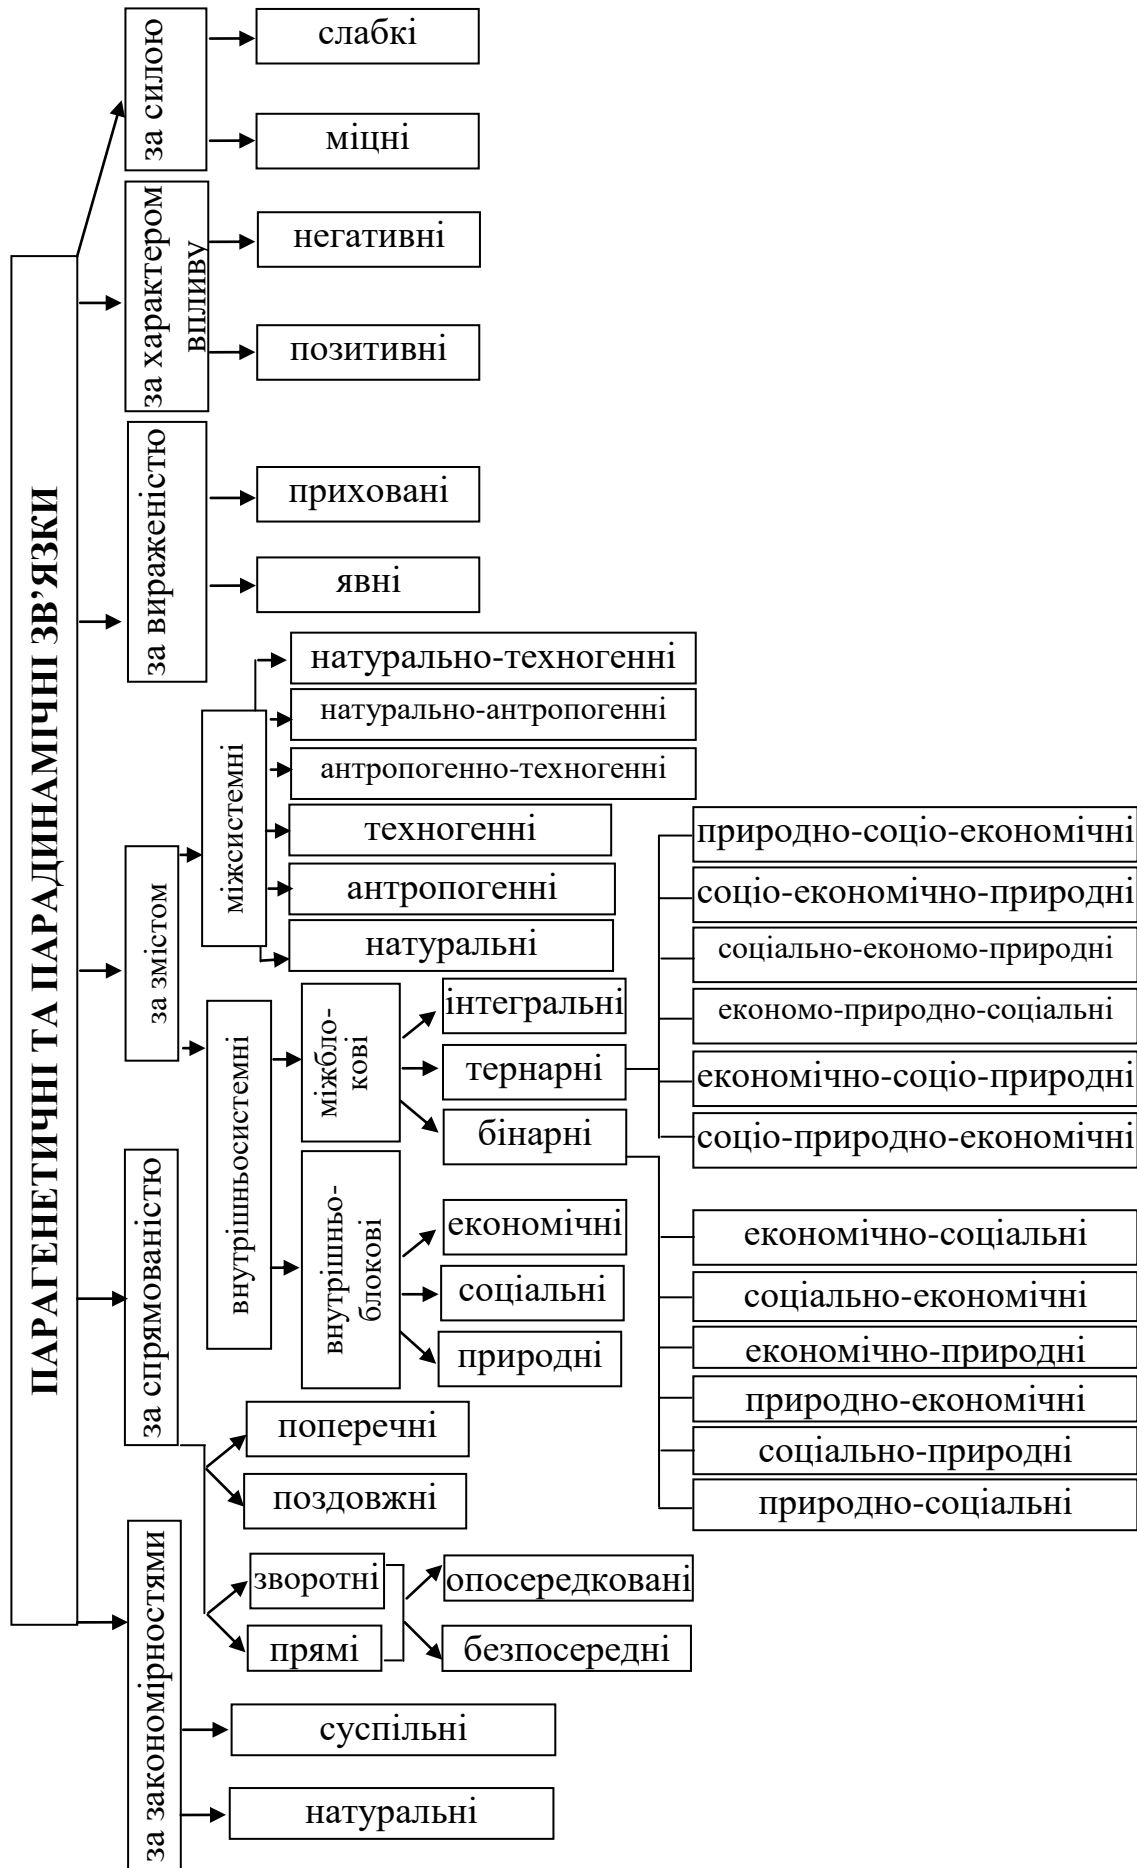 ПАРАГЕНЕТИЧНІ ТА ПАРАДИНАМІЧНІ ЗВ’ЯЗКИ
за силою
слабкі
міцні
за характером
впливу
негативні
позитивні
за вираженістю
приховані
явні
за змістом
міжсистемні
натурально-техногенні
натурально-антропогенні
антропогенно-техногенні
техногенні
антропогенні
натуральні
внутрішньосистемні
міжбло-
кові
інтегральні
тернарні
бінарні
природно-соціо-економічні
соціо-економічно-природні
соціально-економо-природні
економо-природно-соціальні
економічно-соціо-природні
соціо-природно-економічні
економічно-соціальні
соціально-економічні
економічно-природні
природно-економічні
соціально-природні
природно-соціальні
внутрішньо-
блокові
економічні
соціальні
природні
за спрямованістю
поперечні
поздовжні
зворотні
прямі
опосередковані
безпосередні
за закономірностями
суспільні
натуральні